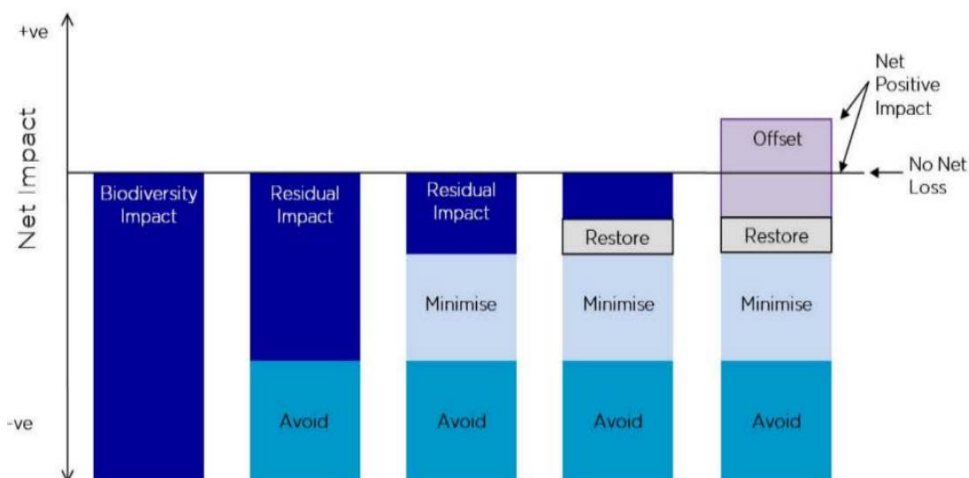 +ve
Net Impact
-ve
Biodiversity
Impact
Residual
Impact
Avoid
Residual
Impact
Minimise
Avoid
Restore
Minimise
Avoid
Offset
Restore
Minimise
Avoid
Net
Positive
Impact
No Net
Loss